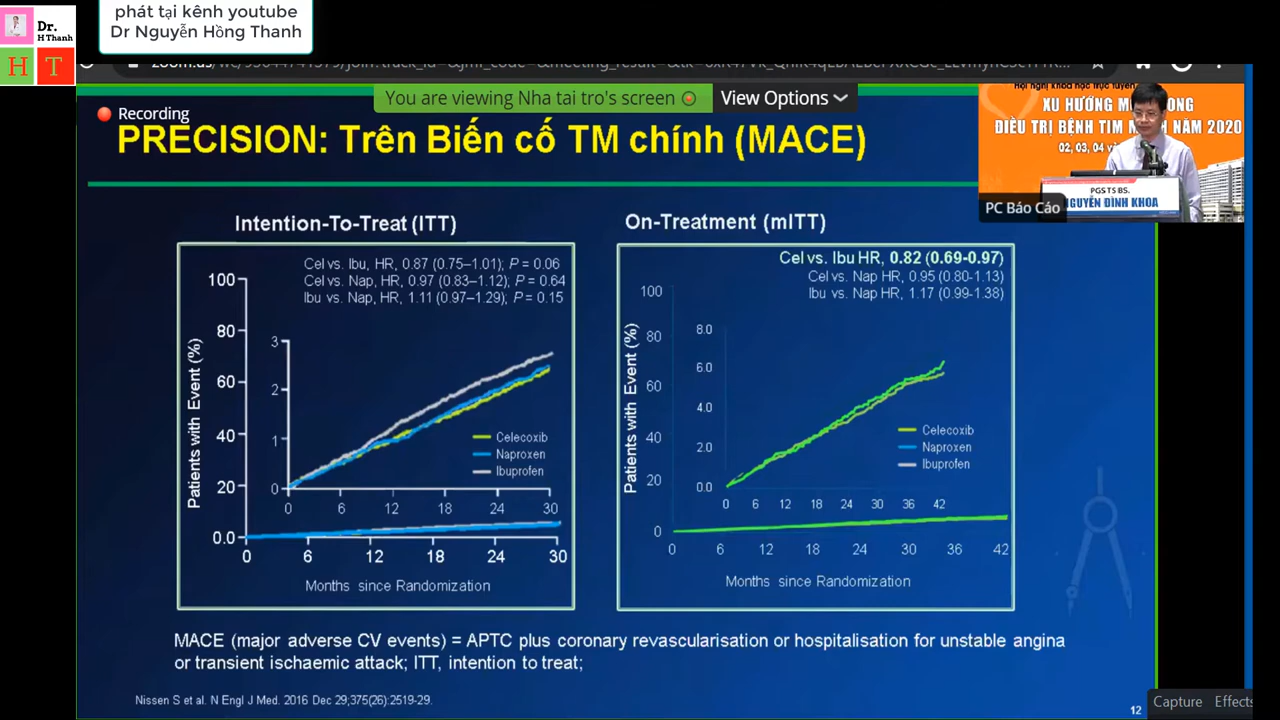 phát tại kênh youtube
Dr Nguyễn Hồng Thanh
Dr.
H Thanh
H T
Recording
You are viewing Nha tai tro's screen
View Options
PRECISION: Trên Biến cố TM chính (MACE)
XU HƯỚNG
ĐIỀU TRỊ BỆNH TIM NĂM 2020
02, 03, 04
PGS TS BS.
NGUYỄN ĐÌNH KHOA
PC Báo Cáo
Intention-To-Treat (ITT)
Cel vs. Ibu, HR, 0.87 (0.75–1.01); P = 0.06
Cel vs. Nap, HR, 0.97 (0.83–1.12); P = 0.64
Ibu vs. Nap, HR, 1.11 (0.97–1.29); P = 0.15
Patients with Event (%)
100
80
60
40
20
0.0
3
2
1
0
0 6 12 18 24 30
Celecoxib
Naproxen
Ibuprofen
0 6 12 18 24 30
Months since Randomization
On-Treatment (mITT)
Cel vs. Ibu HR, 0.82 (0.69-0.97)
Cel vs. Nap HR, 0.95 (0.80-1.13)
Ibu vs. Nap HR, 1.17 (0.99-1.38)
Patients with Event (%)
100
80
60
40
20
0
8.0
6.0
4.0
2.0
0.0
0 6 12 18 24 30 36 42
Celecoxib
Naproxen
Ibuprofen
0 6 12 18 24 30 36 42
Months since Randomization
MACE (major adverse CV events) = APTC plus coronary revascularisation or hospitalisation for unstable angina
or transient ischaemic attack; ITT, intention to treat;
Nissen S et al. N Engl J Med. 2016 Dec 29;375(26):2519-29.
12
Capture Effects